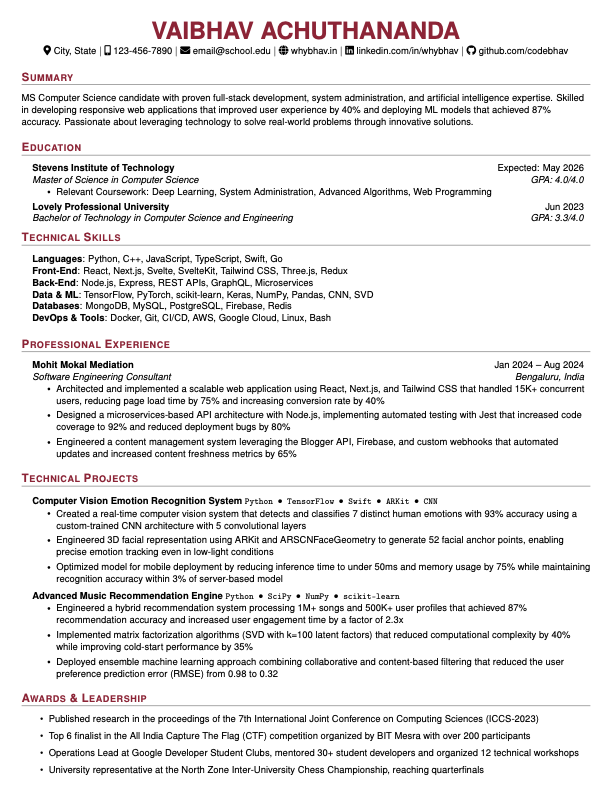 VAIBHAV ACHUTHANANDA
City, State | 123-456-7890 | email@school.edu | whybhav.in | linkedin.com/in/whybhav | github.com/codebhav
SUMMARY
MS Computer Science candidate with proven full-stack development, system administration, and artificial intelligence expertise. Skilled
in developing responsive web applications that improved user experience by 40% and deploying ML models that achieved 87%
accuracy. Passionate about leveraging technology to solve real-world problems through innovative solutions.
EDUCATION
Stevens Institute of Technology Expected: May 2026
Master of Science in Computer Science GPA: 4.0/4.0
• Relevant Coursework: Deep Learning, System Administration, Advanced Algorithms, Web Programming
Lovely Professional University Jun 2023
Bachelor of Technology in Computer Science and Engineering GPA: 3.3/4.0
TECHNICAL SKILLS
Languages: Python, C++, JavaScript, TypeScript, Swift, Go
Front-End: React, Next.js, Svelte, SvelteKit, Tailwind CSS, Three.js, Redux
Back-End: Node.js, Express, REST APIs, GraphQL, Microservices
Data & ML: TensorFlow, PyTorch, scikit-learn, Keras, NumPy, Pandas, CNN, SVD
Databases: MongoDB, MySQL, PostgreSQL, Firebase, Redis
DevOps & Tools: Docker, Git, CI/CD, AWS, Google Cloud, Linux, Bash
PROFESSIONAL EXPERIENCE
Mohit Mokal Mediation Jan 2024 – Aug 2024
Software Engineering Consultant Bengaluru, India
• Architected and implemented a scalable web application using React, Next.js, and Tailwind CSS that handled 15K+ concurrent
users, reducing page load time by 75% and increasing conversion rate by 40%
• Designed a microservices-based API architecture with Node.js, implementing automated testing with Jest that increased code
coverage to 92% and reduced deployment bugs by 80%
• Engineered a content management system leveraging the Blogger API, Firebase, and custom webhooks that automated
updates and increased content freshness metrics by 65%
TECHNICAL PROJECTS
Computer Vision Emotion Recognition System Python • TensorFlow • Swift • ARKit • CNN
• Created a real-time computer vision system that detects and classifies 7 distinct human emotions with 93% accuracy using a
custom-trained CNN architecture with 5 convolutional layers
• Engineered 3D facial representation using ARKit and ARSCNFaceGeometry to generate 52 facial anchor points, enabling
precise emotion tracking even in low-light conditions
• Optimized model for mobile deployment by reducing inference time to under 50ms and memory usage by 75% while maintaining
recognition accuracy within 3% of server-based model
Advanced Music Recommendation Engine Python • SciPy • NumPy • scikit-learn
• Engineered a hybrid recommendation system processing 1M+ songs and 500K+ user profiles that achieved 87%
recommendation accuracy and increased user engagement time by a factor of 2.3x
• Implemented matrix factorization algorithms (SVD with k=100 latent factors) that reduced computational complexity by 40%
while improving cold-start performance by 35%
• Deployed ensemble machine learning approach combining collaborative and content-based filtering that reduced the user
preference prediction error (RMSE) from 0.98 to 0.32
AWARDS & LEADERSHIP
• Published research in the proceedings of the 7th International Joint Conference on Computing Sciences (ICCS-2023)
• Top 6 finalist in the All India Capture The Flag (CTF) competition organized by BIT Mesra with over 200 participants
• Operations Lead at Google Developer Student Clubs, mentored 30+ student developers and organized 12 technical workshops
• University representative at the North Zone Inter-University Chess Championship, reaching quarterfinals